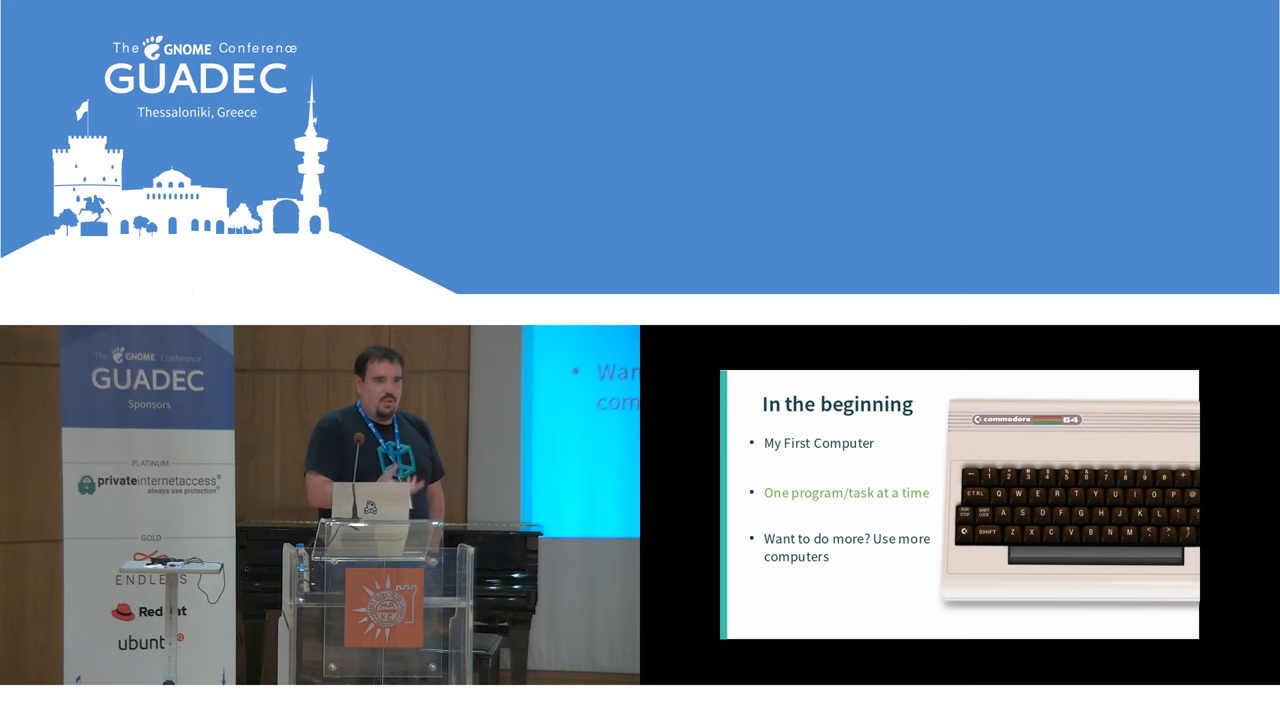 The GNOME Conference
GUADEC
Thessaloniki, Greece
The GNOME Conference
GUADEC
Sponsors
PLATINUM
privateinternetaccess
always use protection
GOLD
ENDLESS
ubuntu
In the beginning
• My First Computer
• One program/task at a time
• Want to do more? Use more
computers
commodore 64
CTRL Q W E R T Y U I O P @
A S D F G H J K L
SHIFT Z X C V B N M